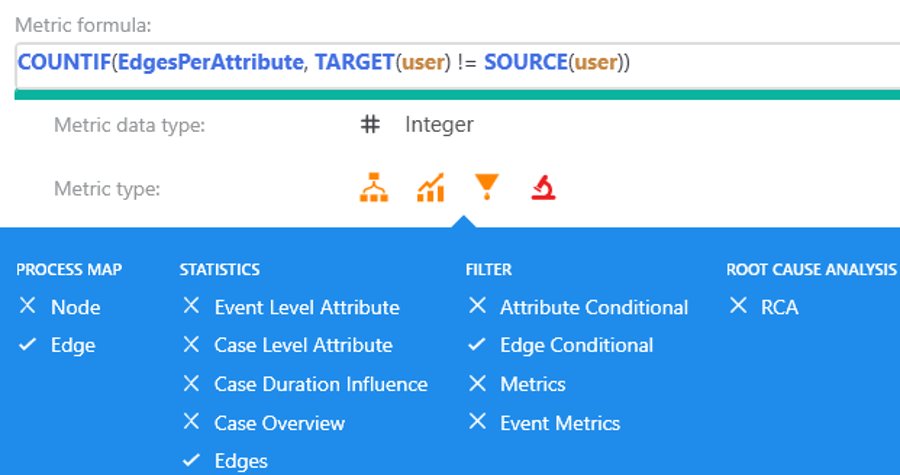 Metric formula:
COUNTIF(EdgesPerAttribute, TARGET(user) != SOURCE(user))
Metric data type: # Integer
Metric type:
PROCESS MAP STATISTICS FILTER ROOT CAUSE ANALYSIS
Node Event Level Attribute Attribute Conditional RCA
Edge Case Level Attribute Edge Conditional
Case Duration Influence Metrics
Case Overview Event Metrics
Edges